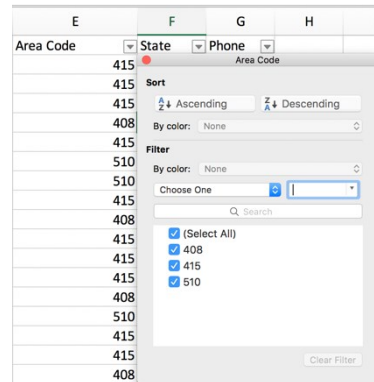 E F G H
Area Code State Phone
Area Code
415
415
415
408
415
510
510
415
408
415
415
415
408
510
415
415
408
Sort
A Z Ascending Z A Descending
By color: None
Filter
By color: None
Choose One
Search
(Select All)
408
415
510
Clear Filter